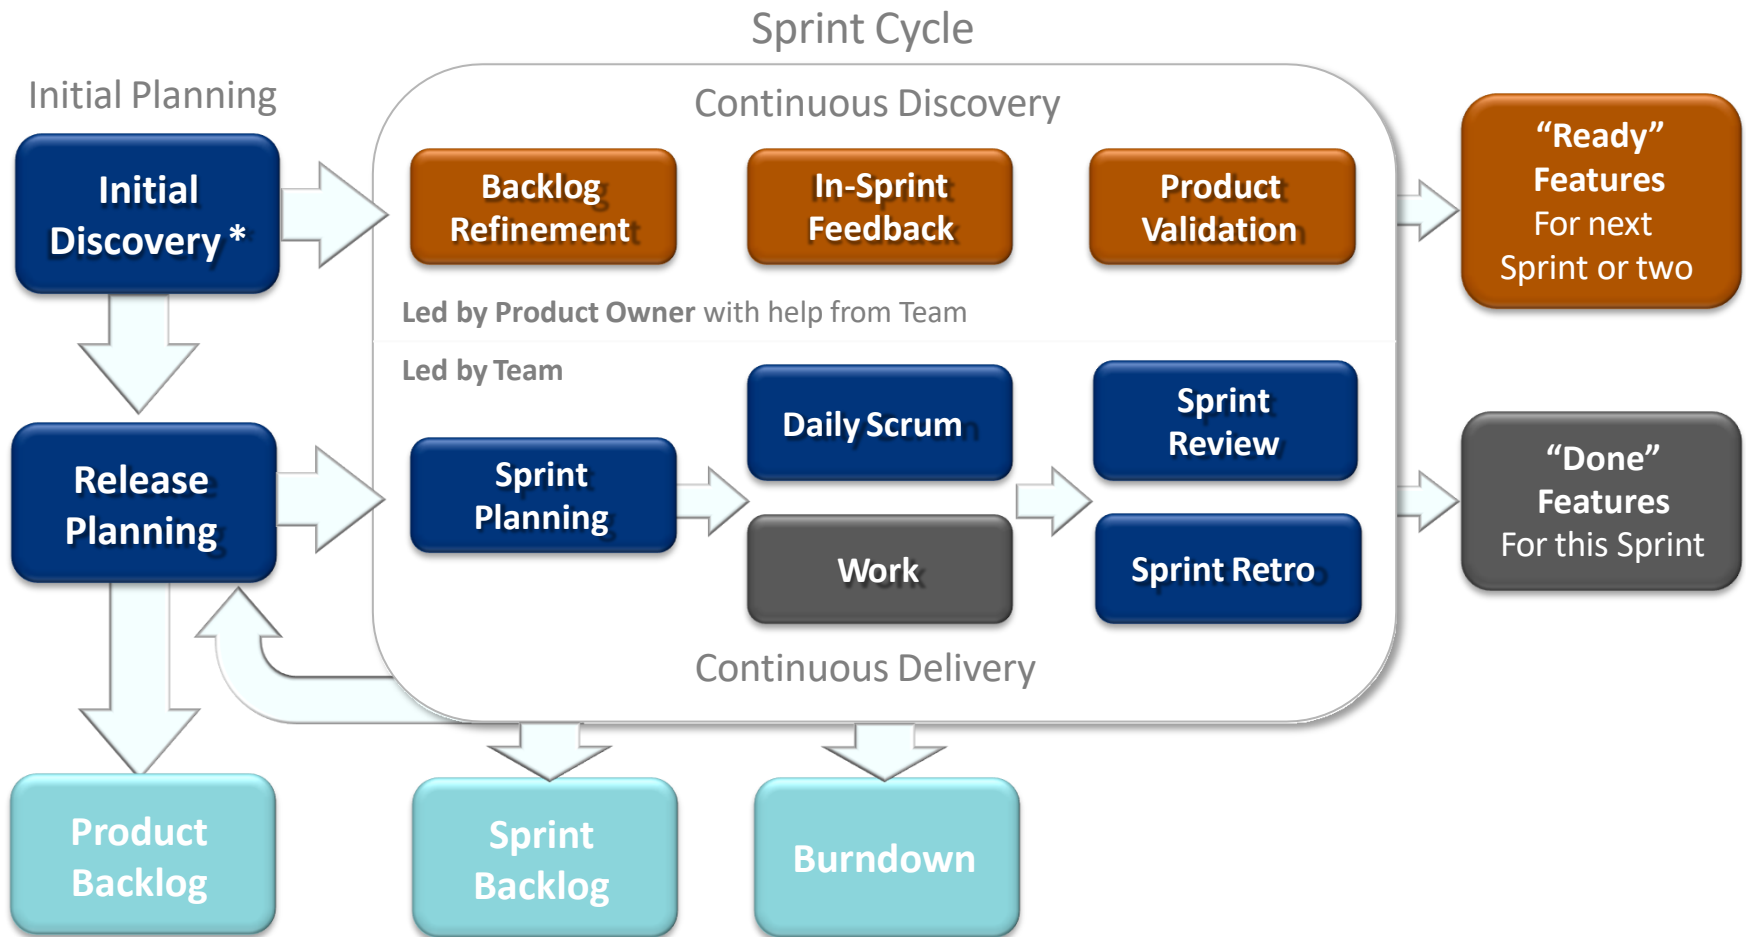 Sprint Cycle
Initial Planning
Continuous Discovery
Initial
Discovery *
Backlog
Refinement
In-Sprint
Feedback
Product
Validation
“Ready”
Features
For next
Sprint or two
Led by Product Owner with help from Team
Led by Team
Release
Planning
Sprint
Planning
Daily Scrum
Work
Sprint
Review
Sprint Retro
“Done”
Features
For this Sprint
Continuous Delivery
Product
Backlog
Sprint
Backlog
Burndown